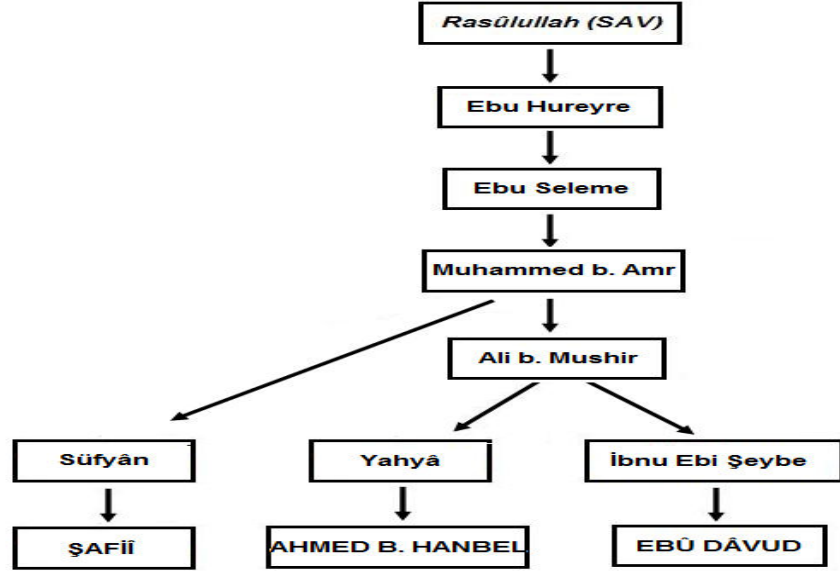 Rasûlullah (SAV)
Ebu Hureyre
Ebu Seleme
Muhammed b. Amr
Ali b. Mushir
Süfyân
Yahyâ
İbnu Ebi Şeybe
ŞAFİÎ
AHMED B. HANBEL
EBÛ DÂVUD